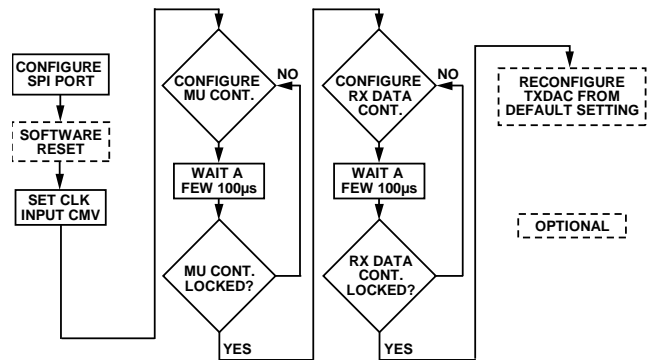 CONFIGURE
SPI PORT
SOFTWARE
RESET
SET CLK
INPUT CMV
CONFIGURE
MU CONT.
NO
WAIT A
FEW 100µs
MU CONT.
LOCKED?
YES
CONFIGURE
RX DATA
CONT.
NO
WAIT A
FEW 100µs
RX DATA
CONT.
LOCKED?
YES
RECONFIGURE
TXDAC FROM
DEFAULT SETTING
OPTIONAL